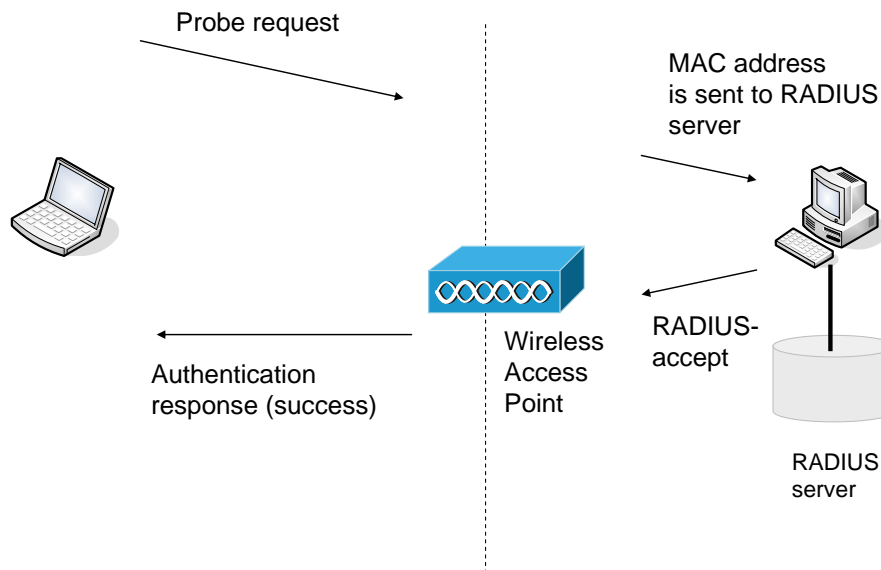 Probe request
MAC address
is sent to RADIUS
server
Wireless
Access
Point
RADIUS-
accept
Authentication
response (success)
RADIUS
server